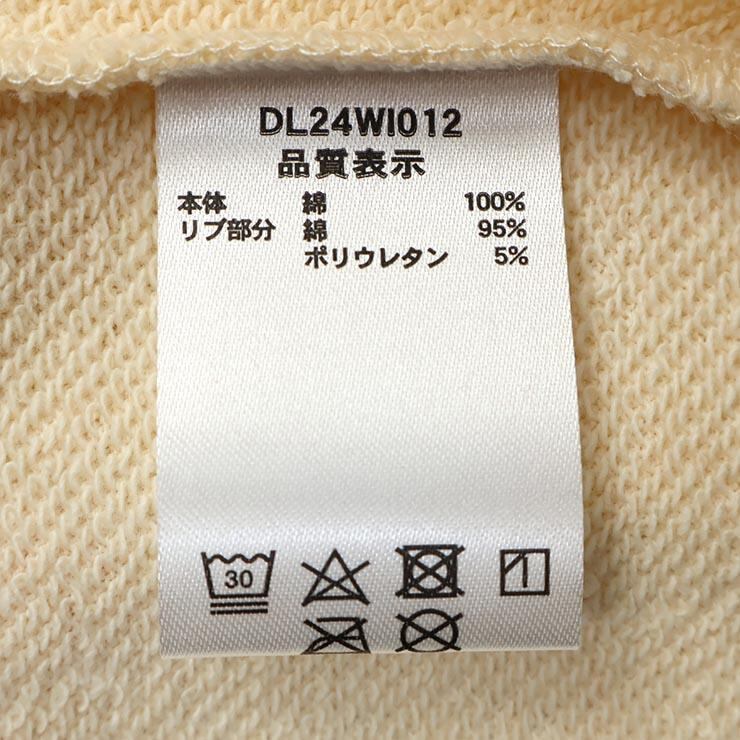 DL24WI012
品質表示
本体 綿 100%
リブ部分 綿 95%
ポリウレタン 5%
30